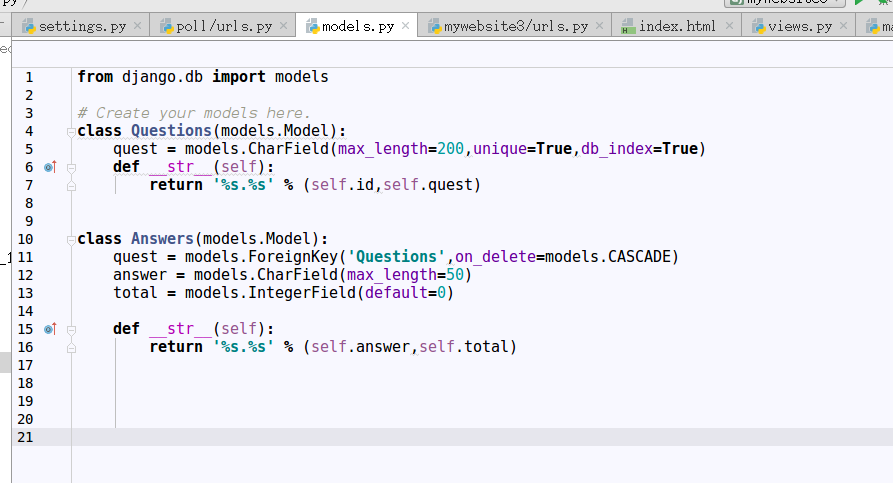 settings.py poll/urls.py models.py mywebsite3/urls.py index.html views.py
1 from django.db import models
2
3 # Create your models here.
4 class Questions(models.Model):
5 quest = models.CharField(max_length=200,unique=True,db_index=True)
6 def __str__(self):
7 return '%s.%s' % (self.id,self.quest)
8
9
10 class Answers(models.Model):
11 quest = models.ForeignKey('Questions',on_delete=models.CASCADE)
12 answer = models.CharField(max_length=50)
13 total = models.IntegerField(default=0)
14
15 def __str__(self):
16 return '%s.%s' % (self.answer,self.total)
17
18
19
20
21